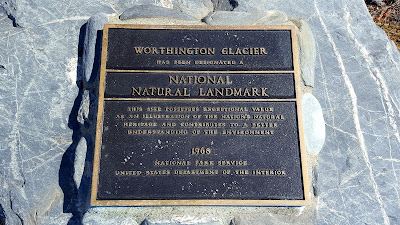 WORTHINGTON GLACIER
HAS BEEN DESIGNATED A
NATIONAL
NATURAL LANDMARK
THIS SITE POSSESSES EXCEPTIONAL VALUE
AS AN ILLUSTRATION OF THE NATION'S NATURAL
HERITAGE AND CONTRIBUTES TO A BETTER
UNDERSTANDING OF THE ENVIRONMENT
1968
NATIONAL PARK SERVICE
UNITED STATES DEPARTMENT OF THE INTERIOR